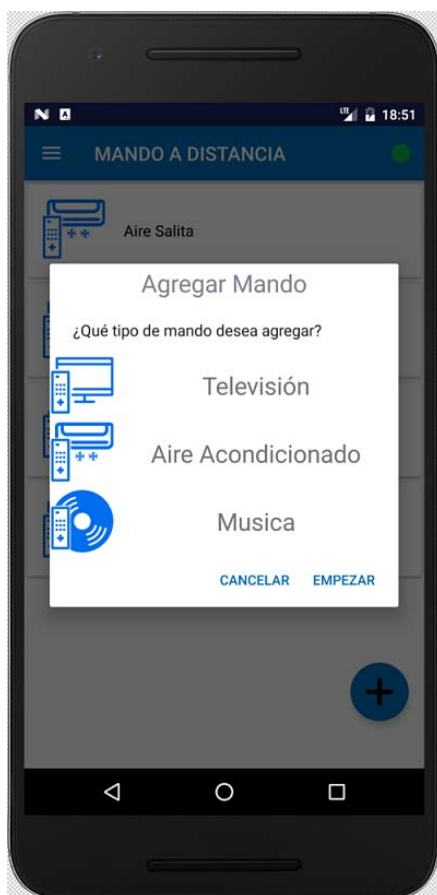 LTE 18:51
MANDO A DISTANCIA
Aire Salita
Agregar Mando
¿Qué tipo de mando desea agregar?
Televisión
Aire Acondicionado
Musica
CANCELAR EMPEZAR